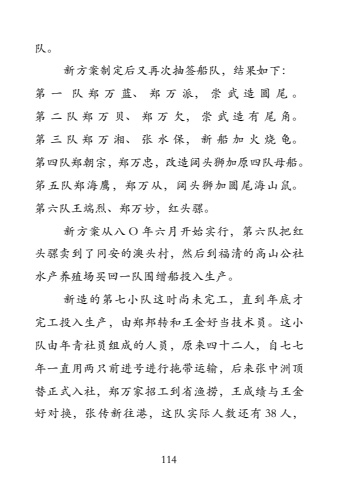 队。
新方案制定后又再次抽签船队，结果如下：
第一队郑万蓝、郑万派，崇武造圆尾。
第二队郑万贝、郑万欠，崇武造有尾角。
第三队郑万湘、张水保，新船加火烧龟。
第四队郑朝宗，郑万忠，改造闽头狮加原四队母船。
第五队郑海鹰，郑万从，闽头狮加圆尾海山鼠。
第六队王端烈、郑万妙，红头骡。
新方案从八〇年六月开始实行，第六队把红
头骡卖到了同安的澳头村，然后到福清的高山公社
水产养殖场买回一队围缯船投入生产。
新造的第七小队这时尚未完工，直到年底才
完工投入生产，由郑邦转和王金好当技术员。这小
队由年青社员组成的人员，原来四十二人，自七七
年一直用两只前进号进行拖带运输，后来张中洲顶
替正式入社，郑万家招工到省渔捞，王成绩与王金
好对换，张传新往港，这队实际人数还有 38 人，
114